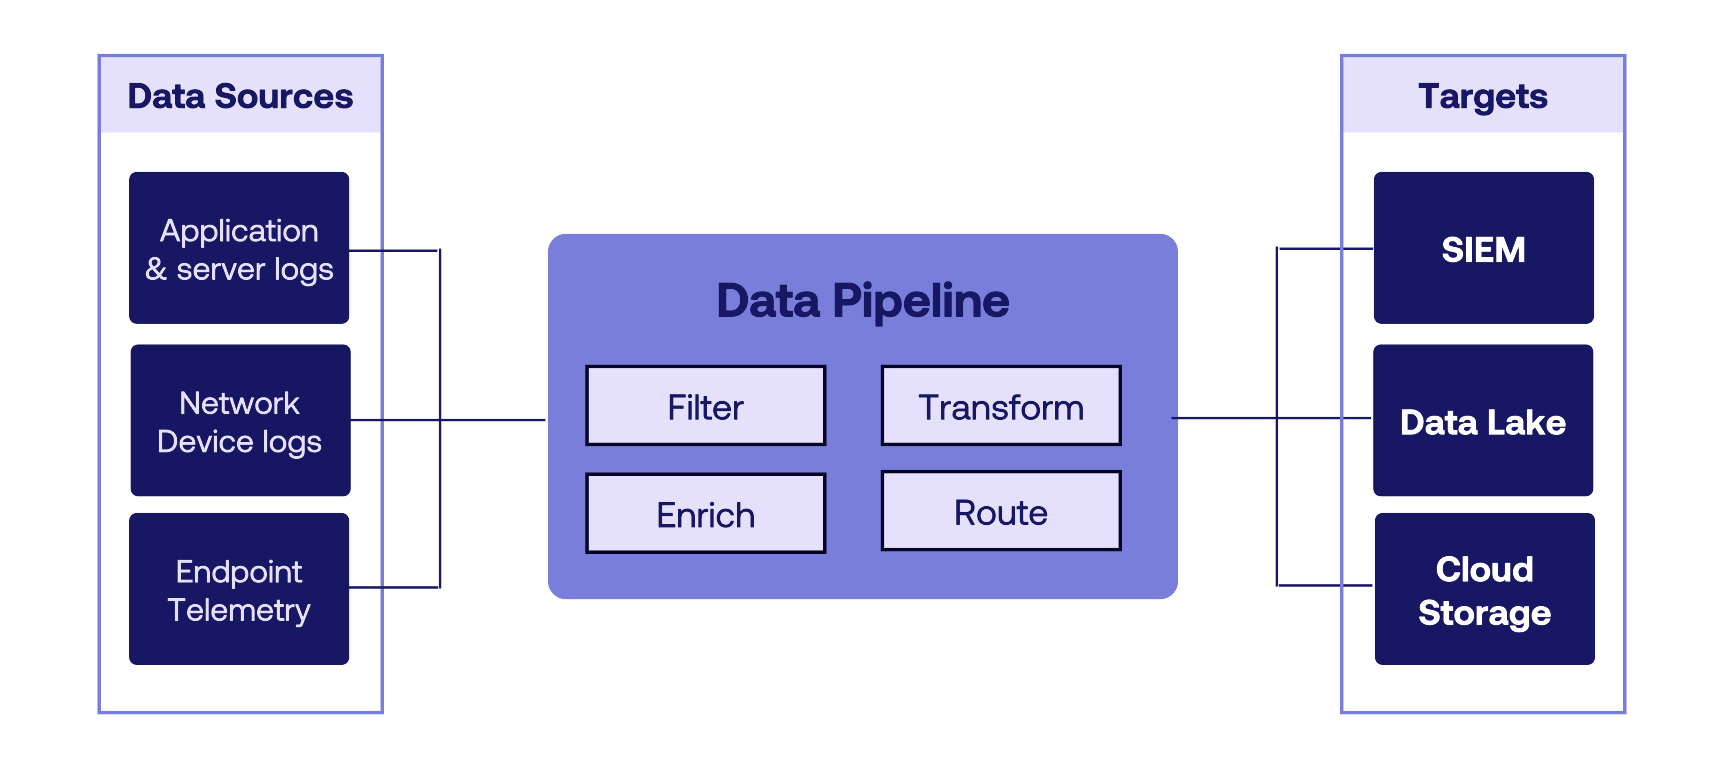 Data Sources
Application
& server logs
Network
Device logs
Endpoint
Telemetry
Data Pipeline
Filter
Transform
Enrich
Route
Targets
SIEM
Data Lake
Cloud
Storage